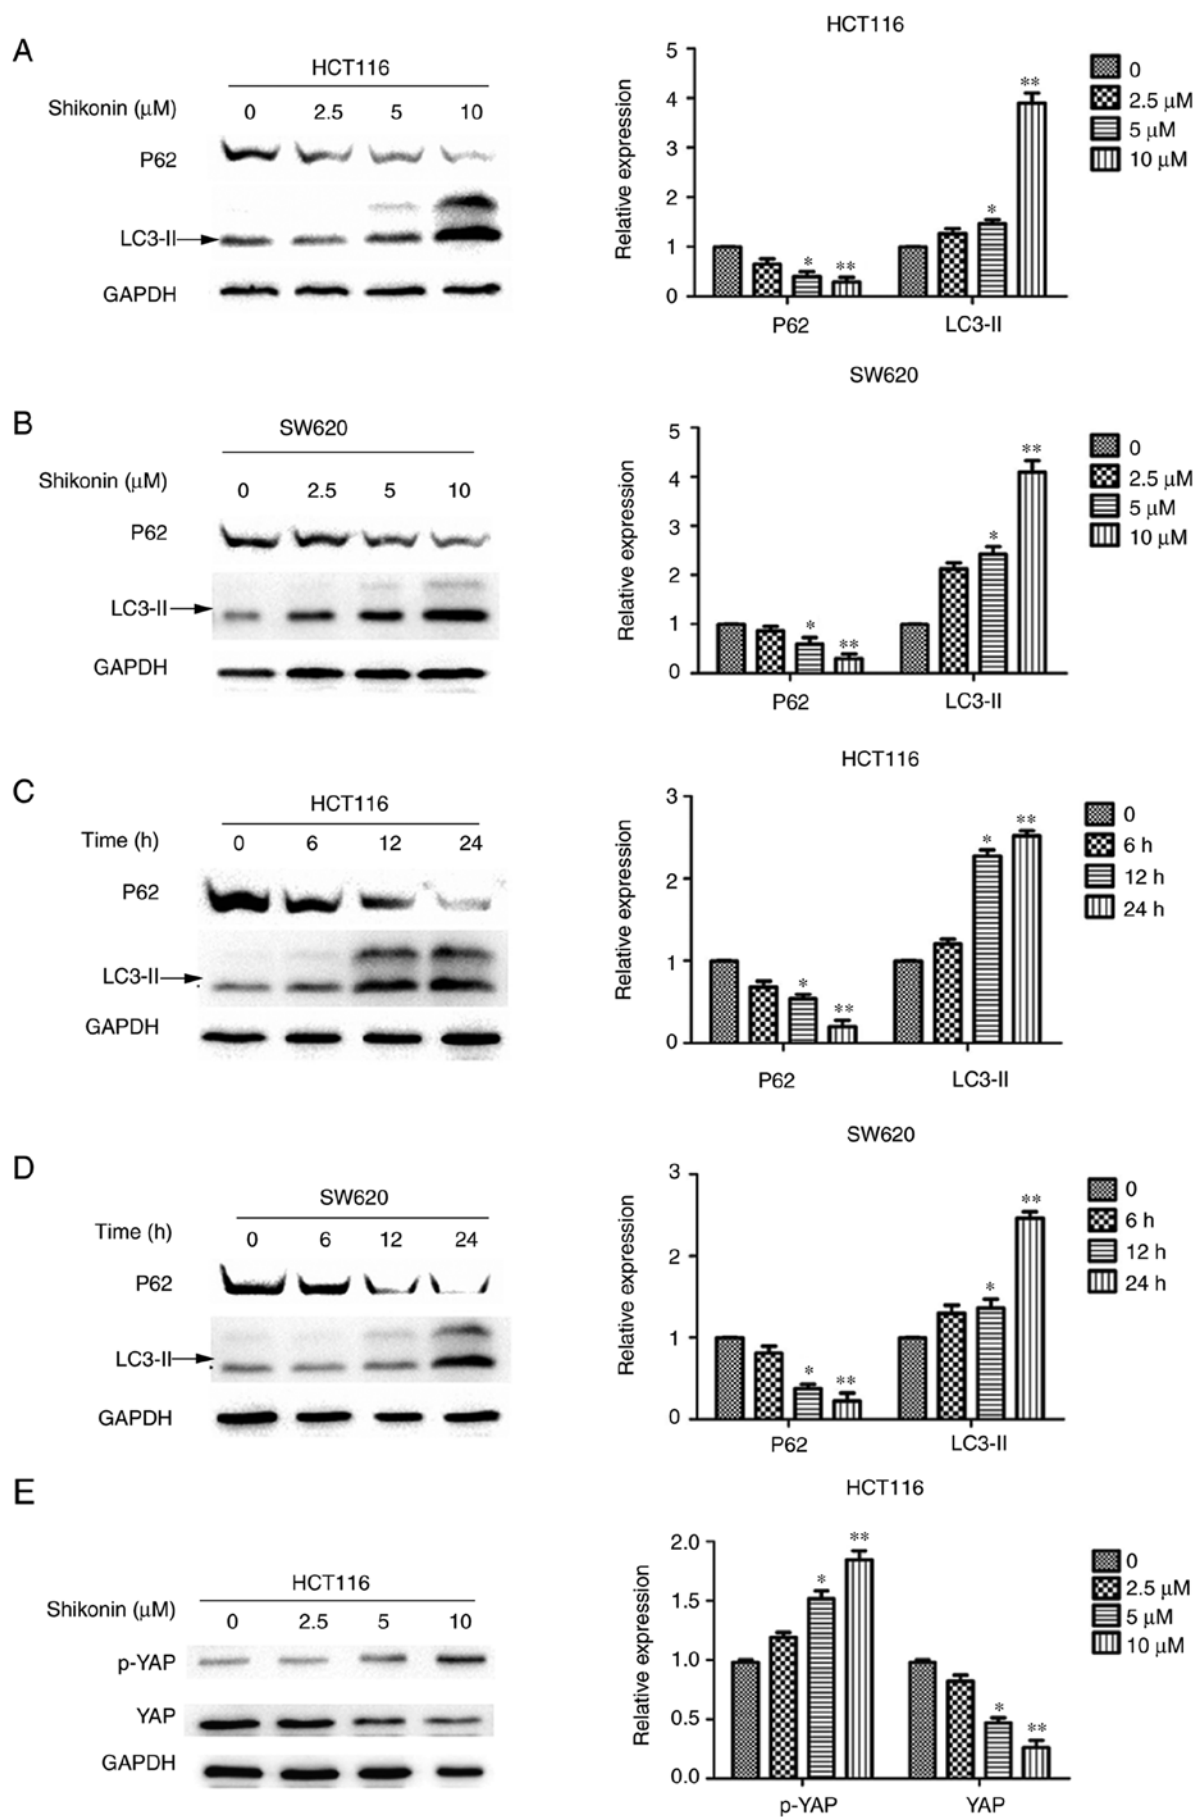 A
HCT116
Shikonin (μM) 0 2.5 5 10
P62
LC3-II
GAPDH
HCT116
Relative expression
5
4
3
2
1
0
* ** * **
P62 LC3-II
0
2.5 μM
5 μM
10 μM
B
SW620
Shikonin (μM) 0 2.5 5 10
P62
LC3-II
GAPDH
SW620
Relative expression
5
4
3
2
1
0
* ** * **
P62 LC3-II
0
2.5 μM
5 μM
10 μM
C
HCT116
Time (h) 0 6 12 24
P62
LC3-II
GAPDH
HCT116
Relative expression
3
2
1
0
* ** * **
P62 LC3-II
0
6 h
12 h
24 h
D
SW620
Time (h) 0 6 12 24
P62
LC3-II
GAPDH
SW620
Relative expression
3
2
1
0
* ** * **
P62 LC3-II
0
6 h
12 h
24 h
E
HCT116
Shikonin (μM) 0 2.5 5 10
p-YAP
YAP
GAPDH
HCT116
Relative expression
2.0
1.5
1.0
0.5
0.0
* ** * **
p-YAP YAP
0
2.5 μM
5 μM
10 μM